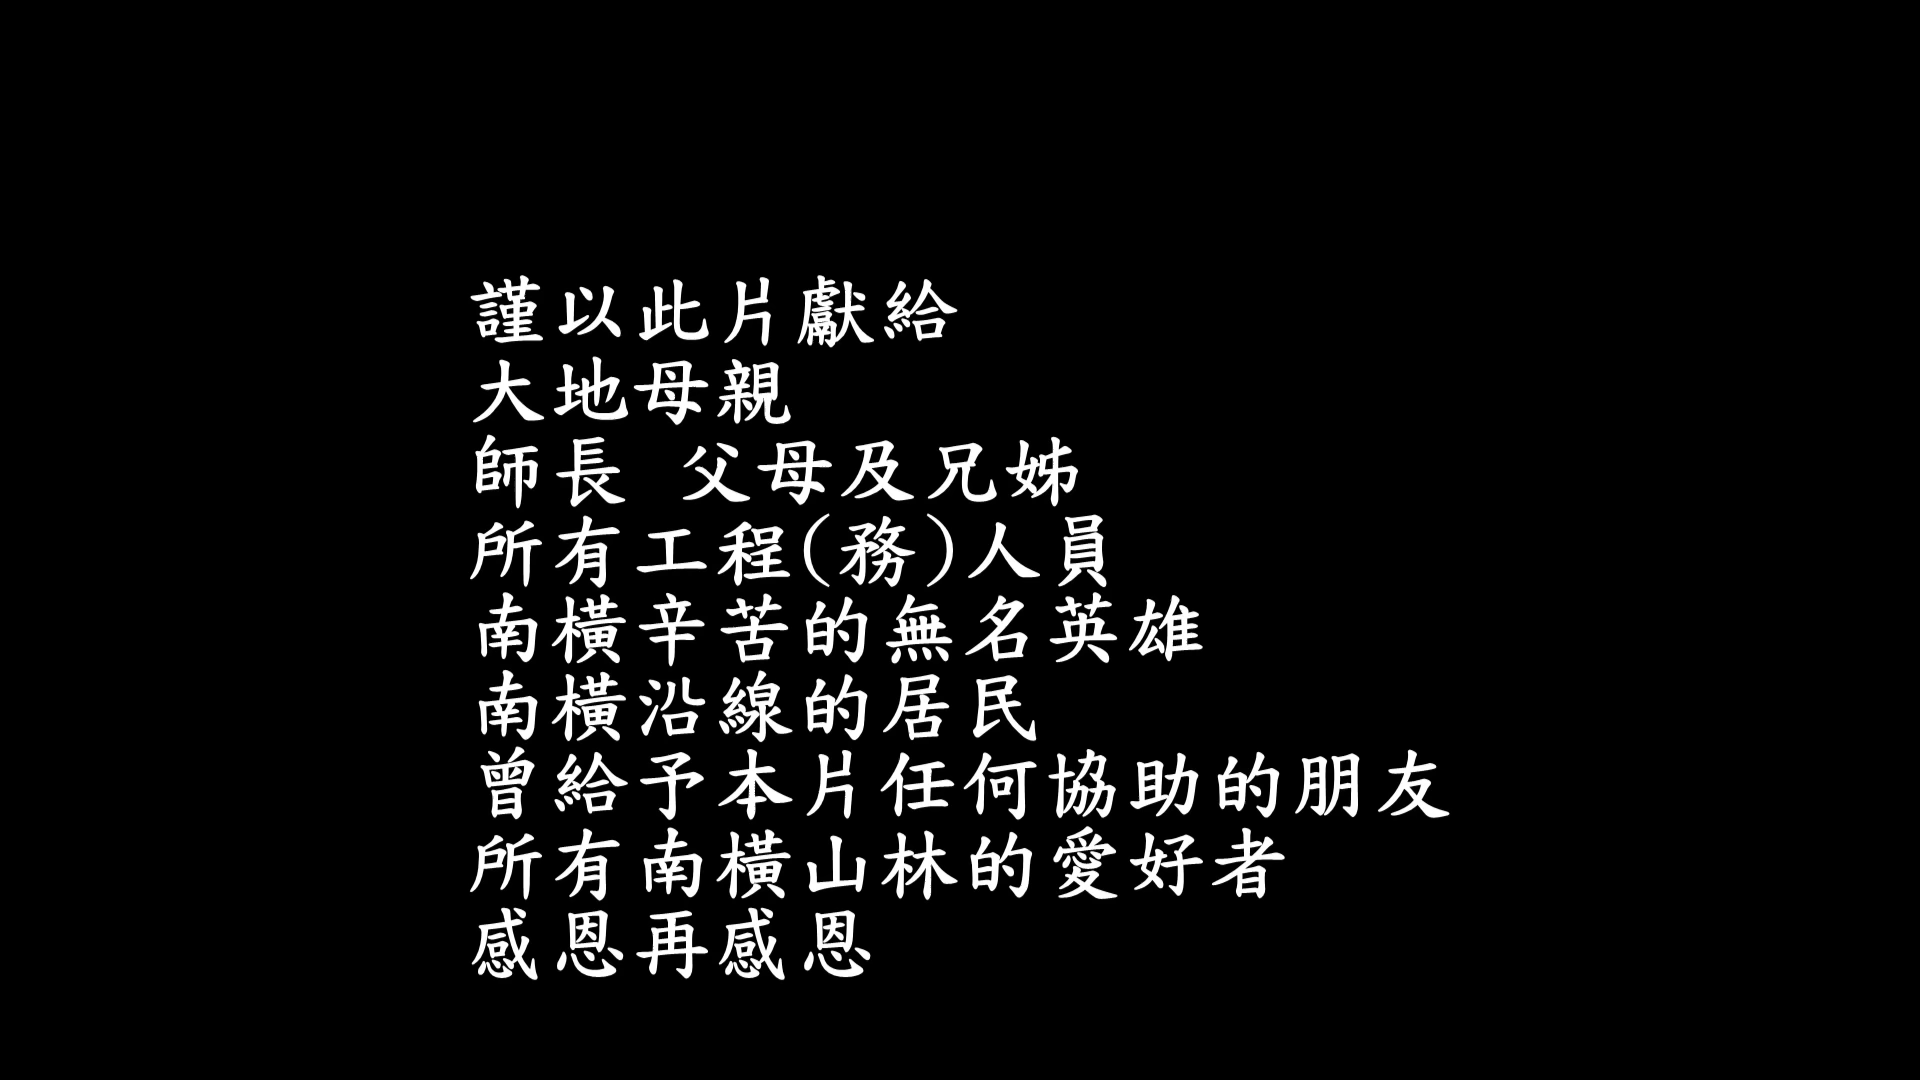 謹以此片獻給
大地母親
師長 父母及兄姊
所有工程(務)人員
南橫辛苦的無名英雄
南橫沿線的居民
曾給予本片任何協助的朋友
所有南橫山林的愛好者
感恩再感恩